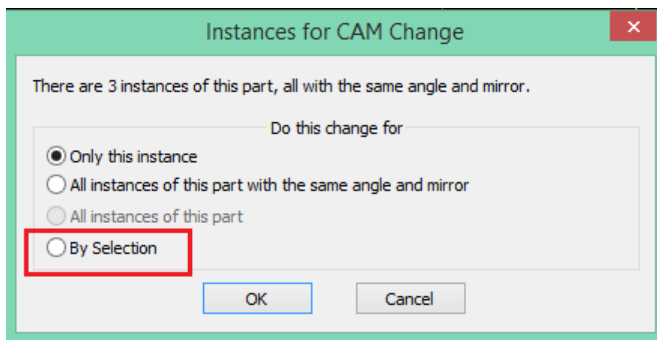 Instances for CAM Change
There are 3 instances of this part, all with the same angle and mirror.
Do this change for
Only this instance
All instances of this part with the same angle and mirror
All instances of this part
By Selection
OK
Cancel